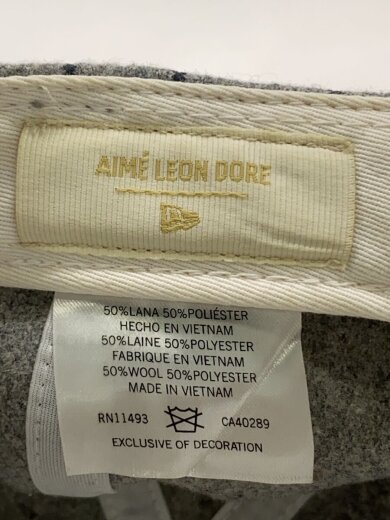 AIMÉ LEON DORE
50%LANA 50%POLIÉSTER
HECHO EN VIETNAM
50%LAINE 50%POLYESTER
FABRIQUE EN VIETNAM
50%WOOL 50%POLYESTER
MADE IN VIETNAM
RN11493 CA40289
EXCLUSIVE OF DECORATION